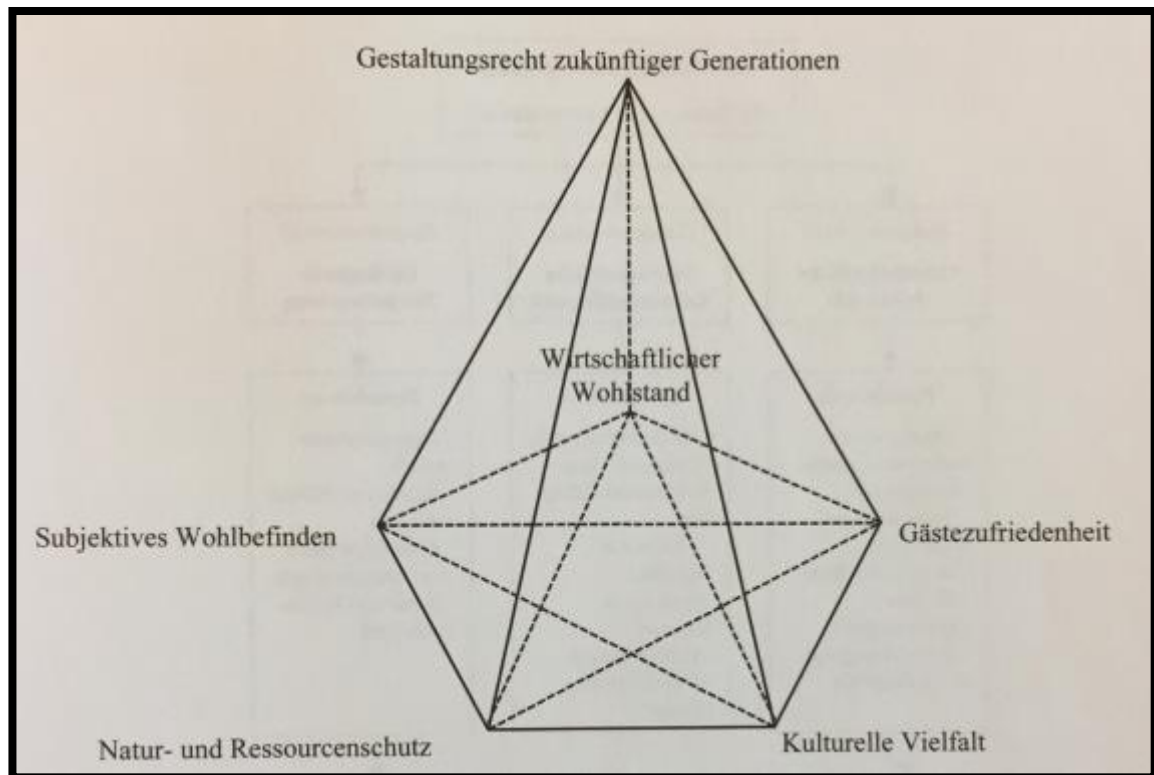 Gestaltungsrecht zukünftiger Generationen
Wirtschaftlicher
Wohlstand
Subjektives Wohlbefinden
Gästezufriedenheit
Natur- und Ressourcenschutz
Kulturelle Vielfalt